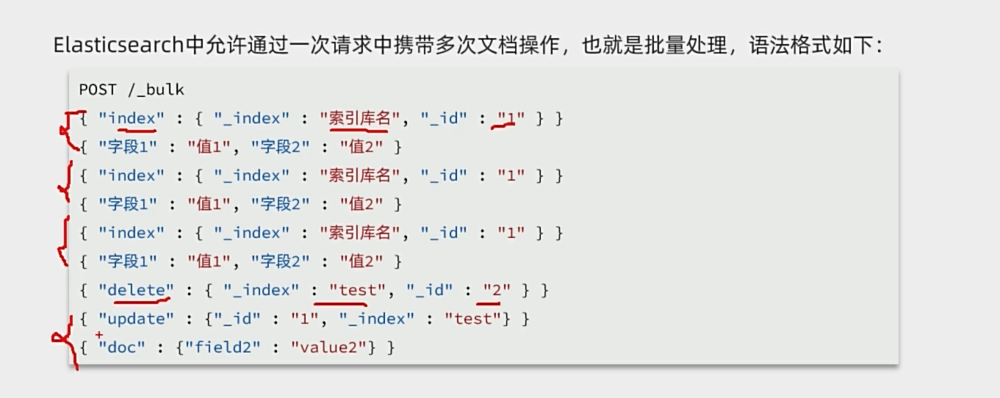 Elasticsearch中允许通过一次请求中携带多次文档操作，也就是批量处理，语法格式如下：
POST /_bulk
{ "index" : { "_index" : "索引库名", "_id" : "1" } }
{ "字段1" : "值1", "字段2" : "值2" }
{ "index" : { "_index" : "索引库名", "_id" : "1" } }
{ "字段1" : "值1", "字段2" : "值2" }
{ "index" : { "_index" : "索引库名", "_id" : "1" } }
{ "字段1" : "值1", "字段2" : "值2" }
{ "delete" : { "_index" : "test", "_id" : "2" } }
{ "update" : {"_id" : "1", "_index" : "test"} }
{ "doc" : {"field2" : "value2"} }